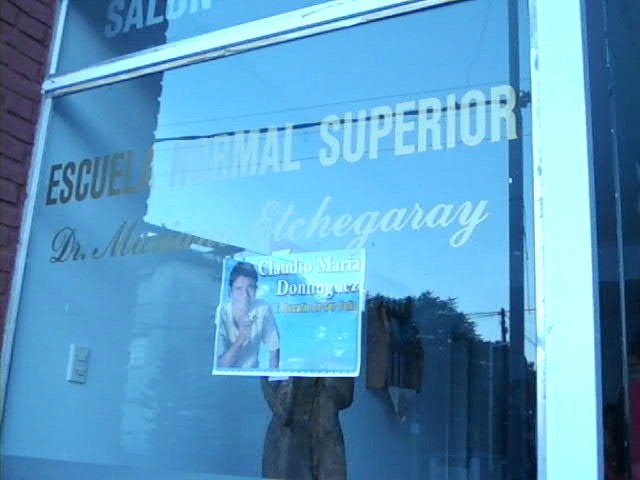 SALON
ESCUELA NORMAL SUPERIOR
Dr. Etchegaray
Claudio Maria
Dominguez